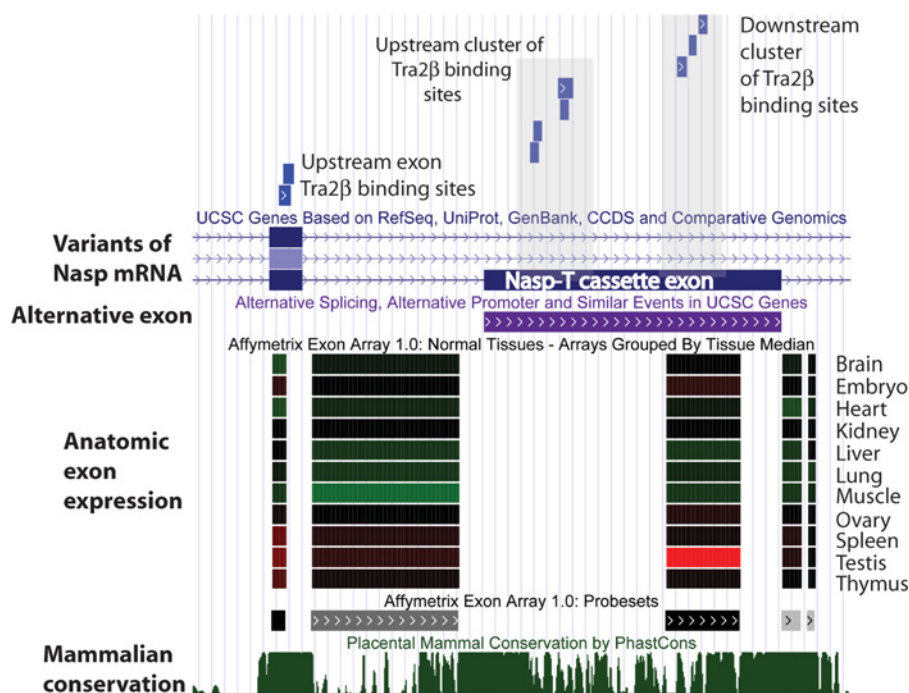 Upstream cluster of
Tra2β binding
sites
Downstream
cluster
of Tra2β
binding sites
Upstream exon
Tra2β binding sites
UCSC Genes Based on RefSeq, UniProt, GenBank, CCDS and Comparative Genomics
Variants of
Nasp mRNA
Nasp-T cassette exon
Alternative Splicing, Alternative Promoter and Similar Events in UCSC Genes
Alternative exon
Affymetrix Exon Array 1.0: Normal Tissues - Arrays Grouped By Tissue Median
Anatomic
exon
expression
Brain
Embryo
Heart
Kidney
Liver
Lung
Muscle
Ovary
Spleen
Testis
Thymus
Affymetrix Exon Array 1.0: Probesets
Placental Mammal Conservation by PhastCons
Mammalian
conservation